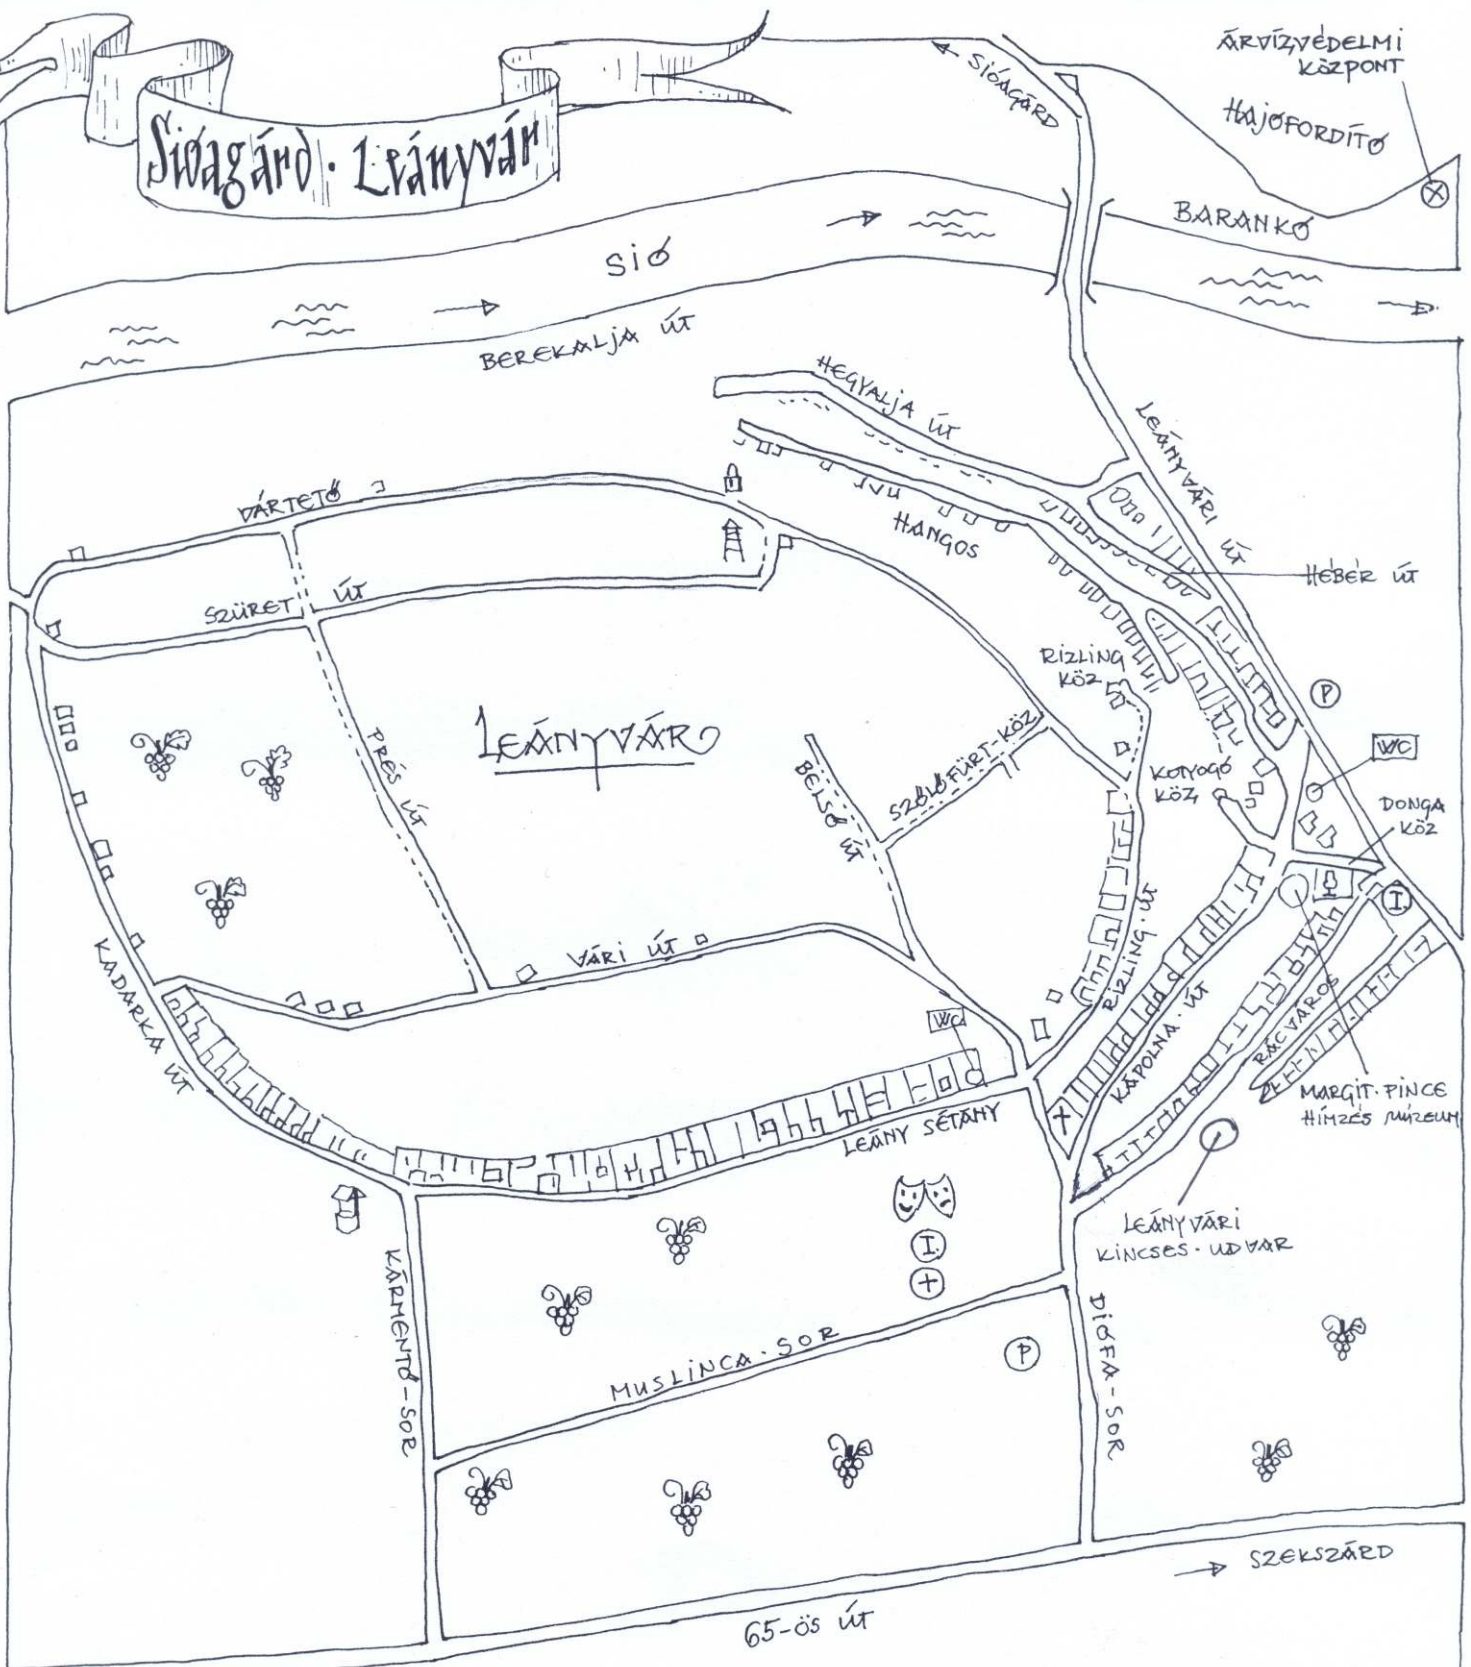 Sióagárd · Leányvár
SIÓAGÁRD
ÁRVÍZVÉDELMI
KÖZPONT
HAJÓFORDÍTÓ
BARANKÓ
SIÓ
BEREKALJA ÚT
HEGYALJA ÚT
LEÁNYVÁRI ÚT
VÁRTETŐ
HANGOS
HÉBÉR ÚT
SZÜRET ÚT
RIZLING
KÖZ
P
LEÁNYVÁR
PRÉS ÚT
BELSŐ ÚT
SZŐLŐFÜRT-KÖZ
KOTYOGÓ
KÖZ
WC
DONGA
KÖZ
I
KADARKA ÚT
VÁRI ÚT
RIZLING · ÚT
WC
KÁPOLNA · ÚT
RÁCVÁROS
MARGIT · PINCE
HÍMZÉS MÚZEUM
LEÁNY SÉTÁNY
LEÁNYVÁRI
KINCSES · UDVAR
I
KÁRMENTŐ-SOR
MUSLINCA · SOR
P
DIÓFA-SOR
SZEKSZÁRD
65-ÖS ÚT